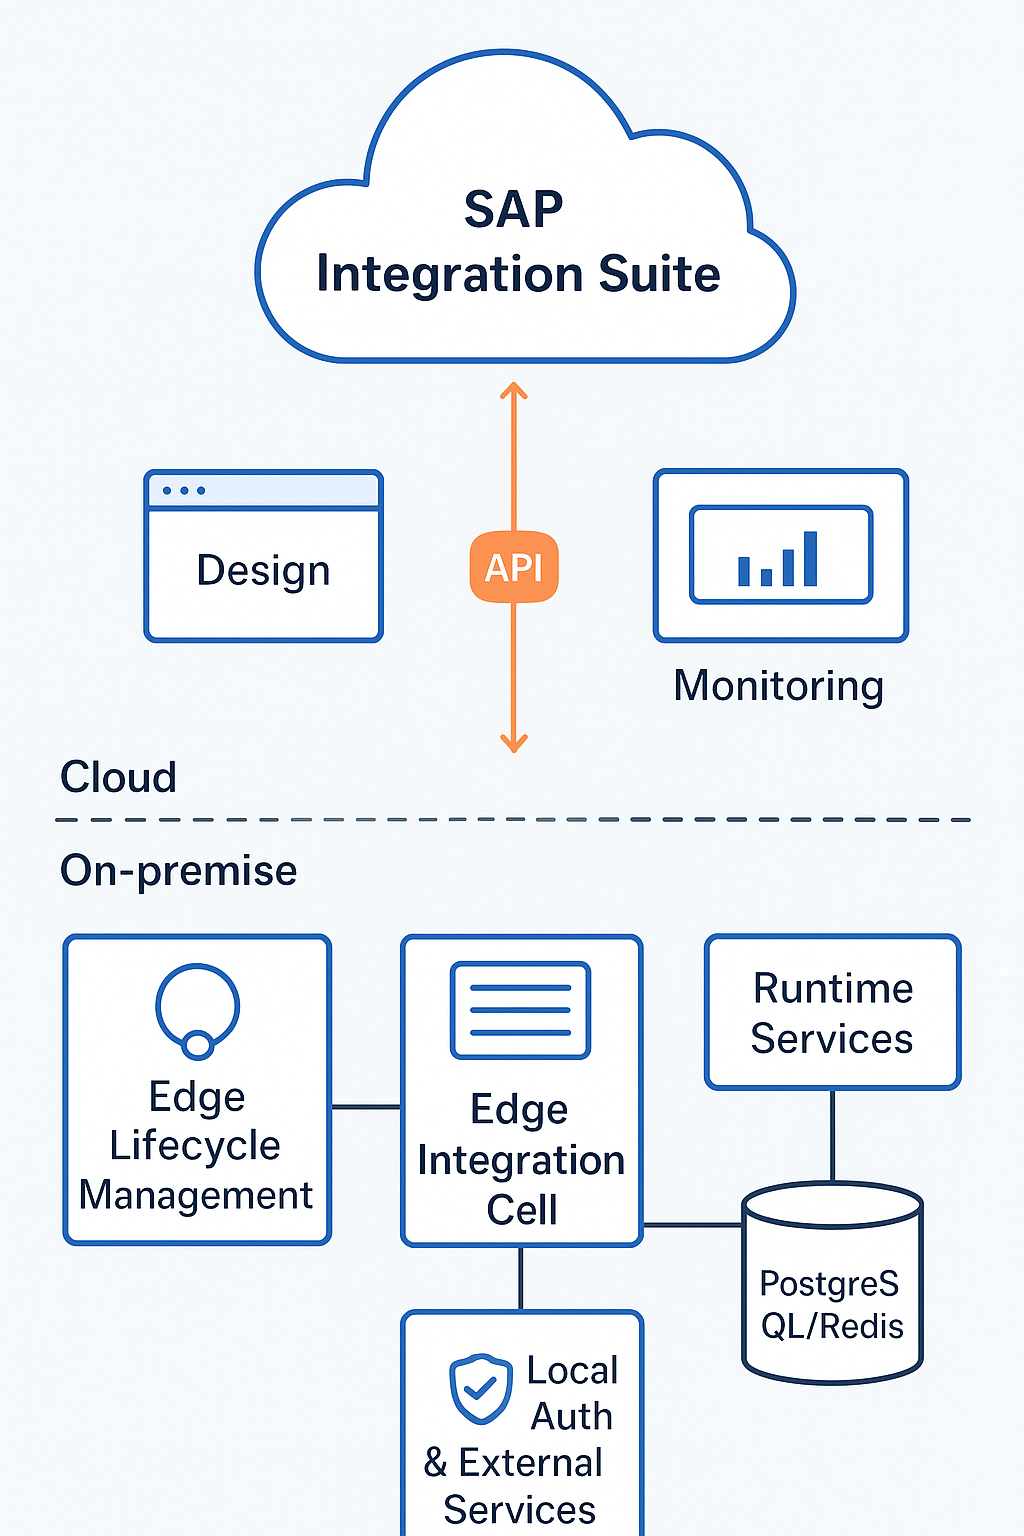 SAP
Integration Suite
Design
API
Monitoring
Cloud
On-premise
Edge
Lifecycle
Management
Edge
Integration
Cell
Runtime
Services
PostgreS
QL/Redis
Local
Auth
& External
Services